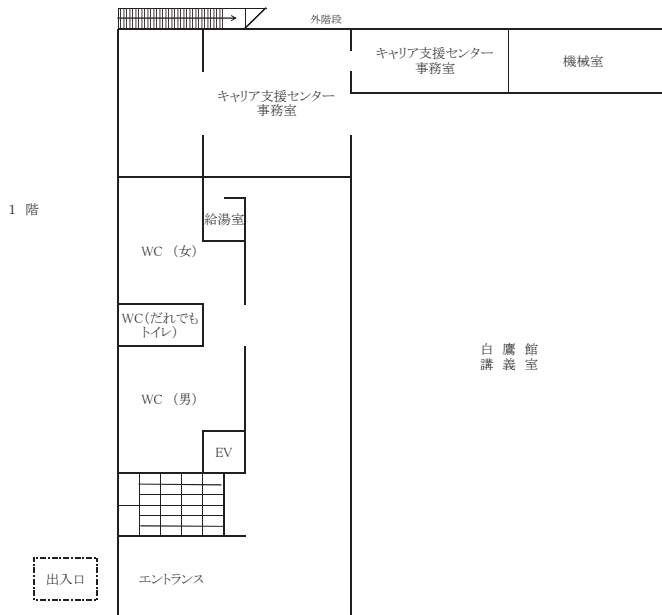 外階段
キャリア支援センター
事務室
機械室
キャリア支援センター
事務室
1 階
給湯室
WC （女）
WC（だれでも
トイレ）
白 鷹 館
講 義 室
WC （男）
EV
出入口
エントランス